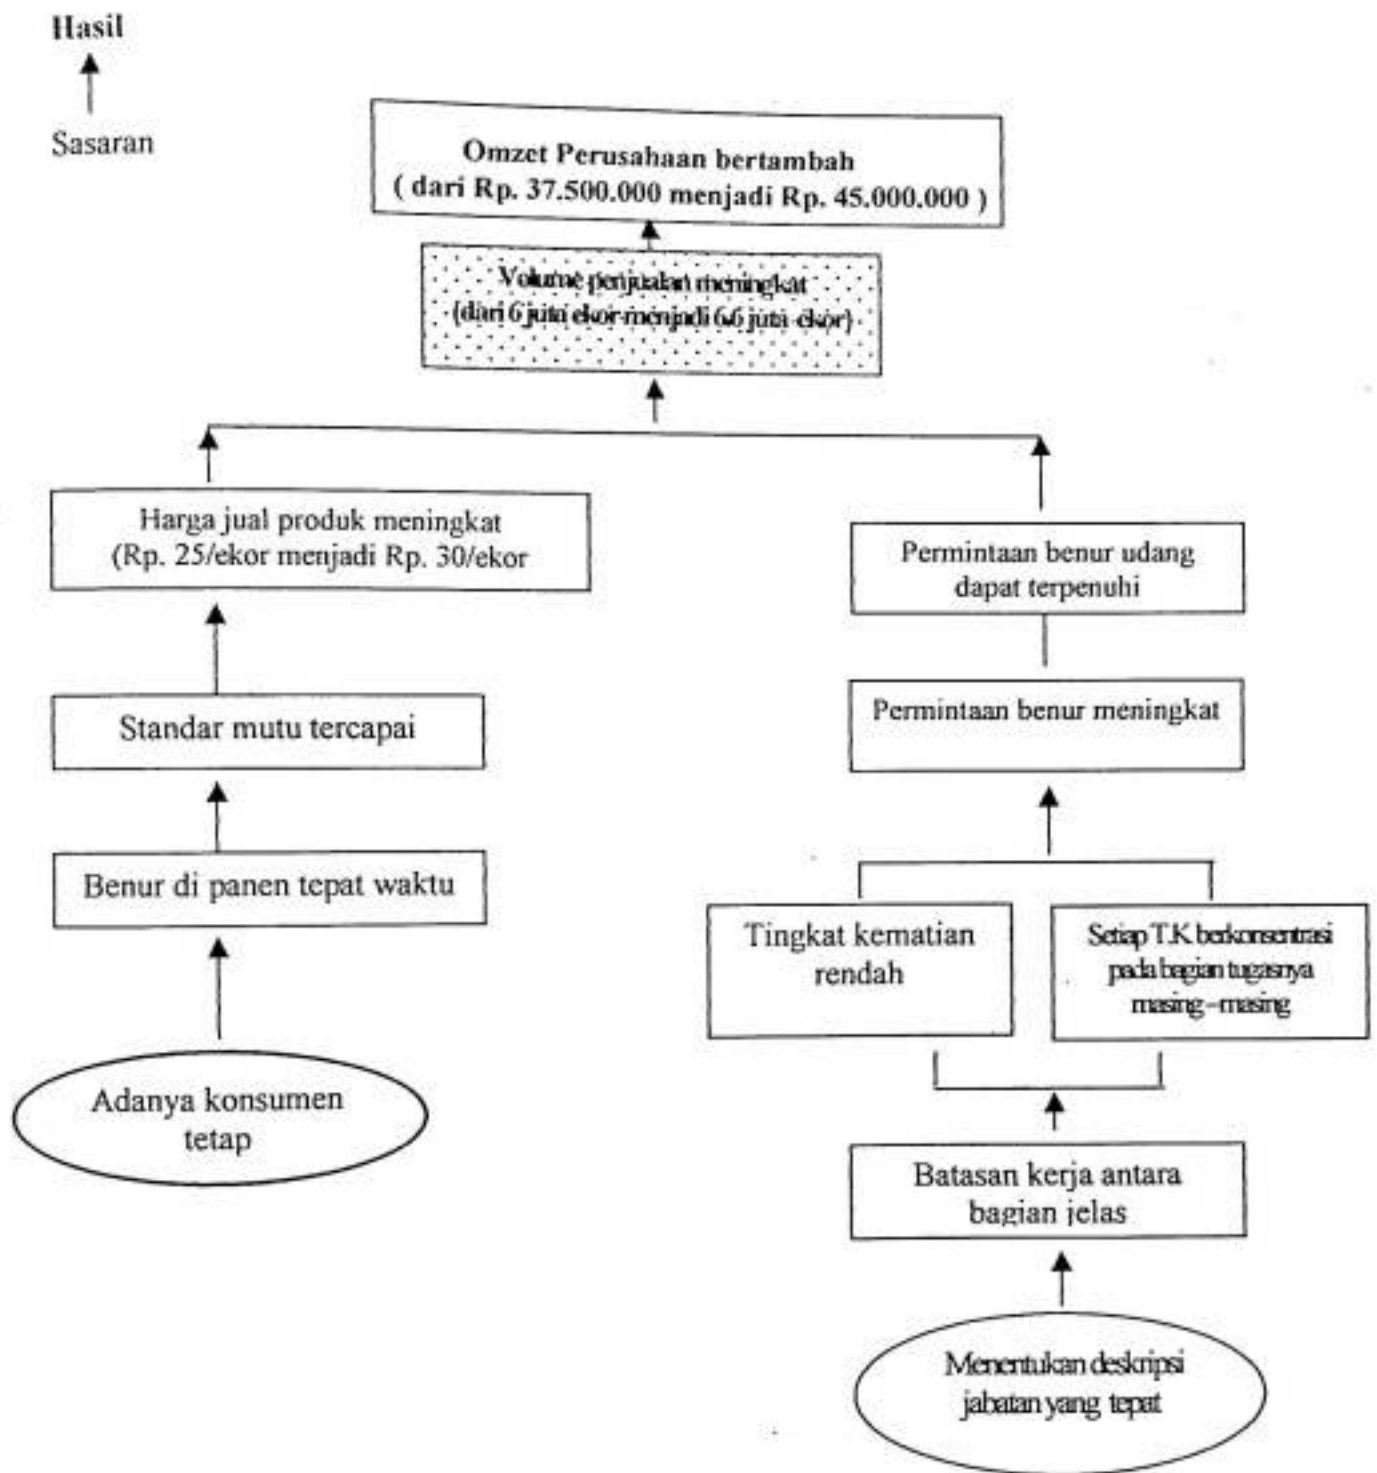 Hasil
Sasaran
Omzet Perusahaan bertambah
( dari Rp. 37.500.000 menjadi Rp. 45.000.000 )
Volume penjualan meningkat
(dari 6 juta ekor menjadi 6.6 juta ekor)
Harga jual produk meningkat
(Rp. 25/ekor menjadi Rp. 30/ekor
Permintaan benur udang
dapat terpenuhi
Standar mutu tercapai
Permintaan benur meningkat
Benur di panen tepat waktu
Tingkat kematian
rendah
Setiap T.K berkonsentrasi
pada bagian tugasnya
masing – masing
Adanya konsumen
tetap
Batasan kerja antara
bagian jelas
Menentukan deskripsi
jabatan yang tepat